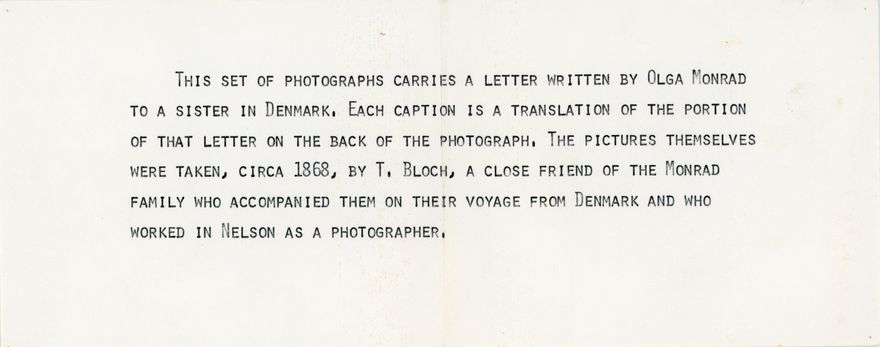 This set of photographs carries a letter written by Olga Monrad
to a sister in Denmark. Each caption is a translation of the portion
of that letter on the back of the photograph. The pictures themselves
were taken, circa 1868, by T. Bloch, a close friend of the Monrad
family who accompanied them on their voyage from Denmark and who
worked in Nelson as a photographer.